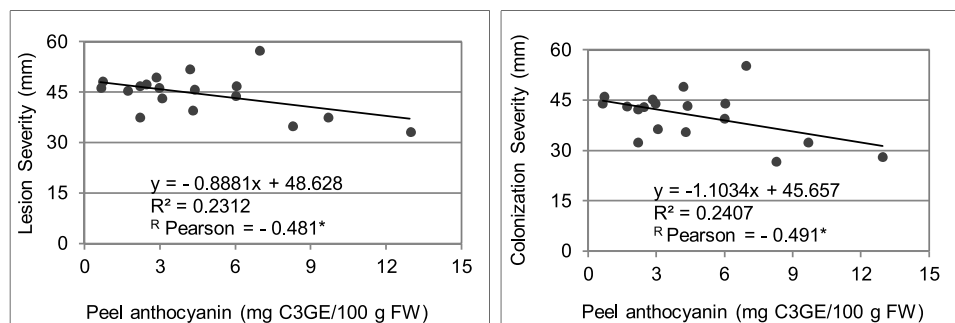 60
45
30
15
0
Lesion Severity (mm)
y = - 0.8881x + 48.628
R² = 0.2312
R Pearson = - 0.481*
0 3 6 9 12 15
Peel anthocyanin (mg C3GE/100 g FW)
60
45
30
15
0
Colonization Severity (mm)
y = -1.1034x + 45.657
R² = 0.2407
R Pearson = - 0.491*
0 3 6 9 12 15
Peel anthocyanin (mg C3GE/100 g FW)